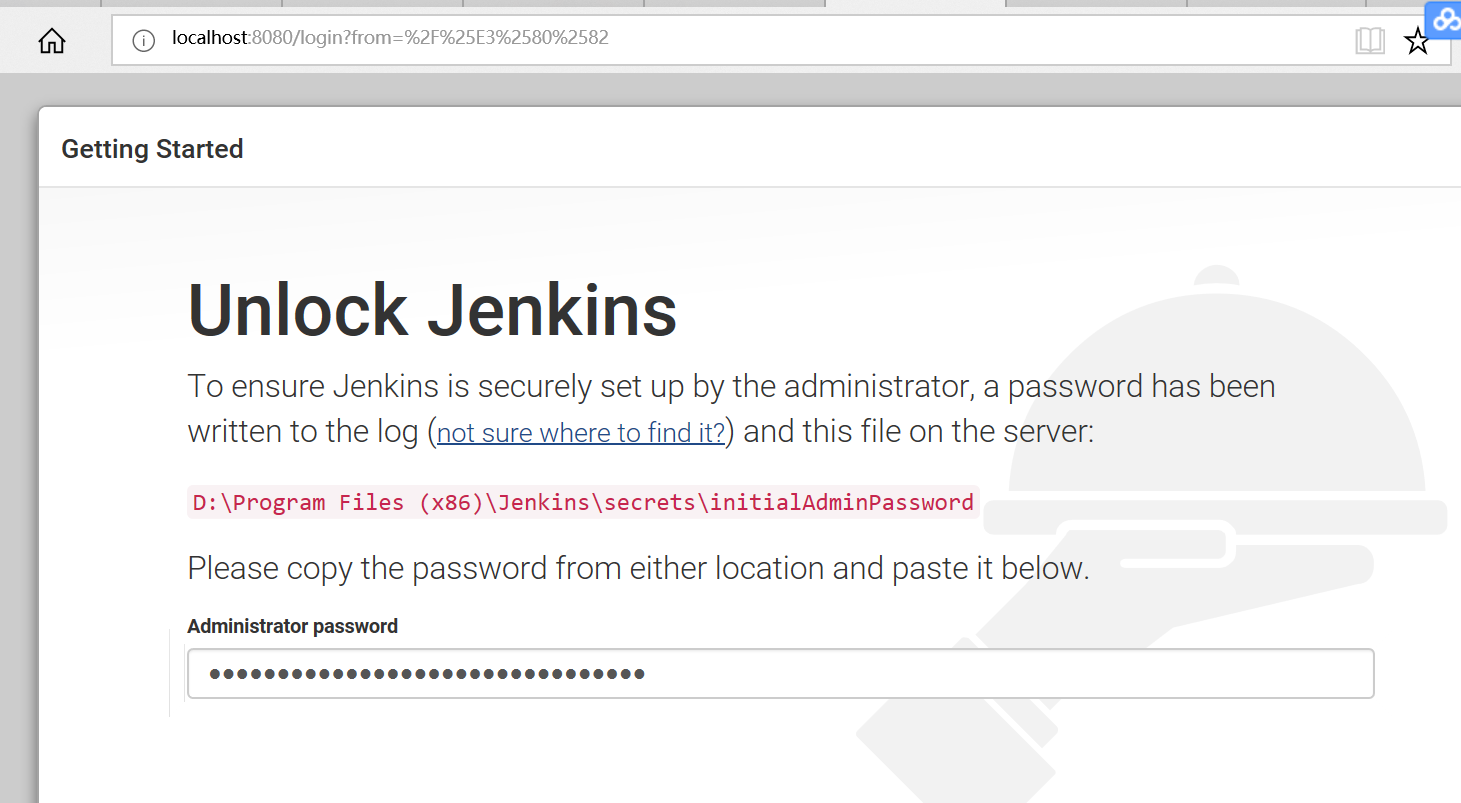 localhost:8080/login?from=%2F%25E3%2580%2582
Getting Started
Unlock Jenkins
To ensure Jenkins is securely set up by the administrator, a password has been
written to the log (not sure where to find it?) and this file on the server:
D:\Program Files (x86)\Jenkins\secrets\initialAdminPassword
Please copy the password from either location and paste it below.
Administrator password
••••••••••••••••••••••••••••••••